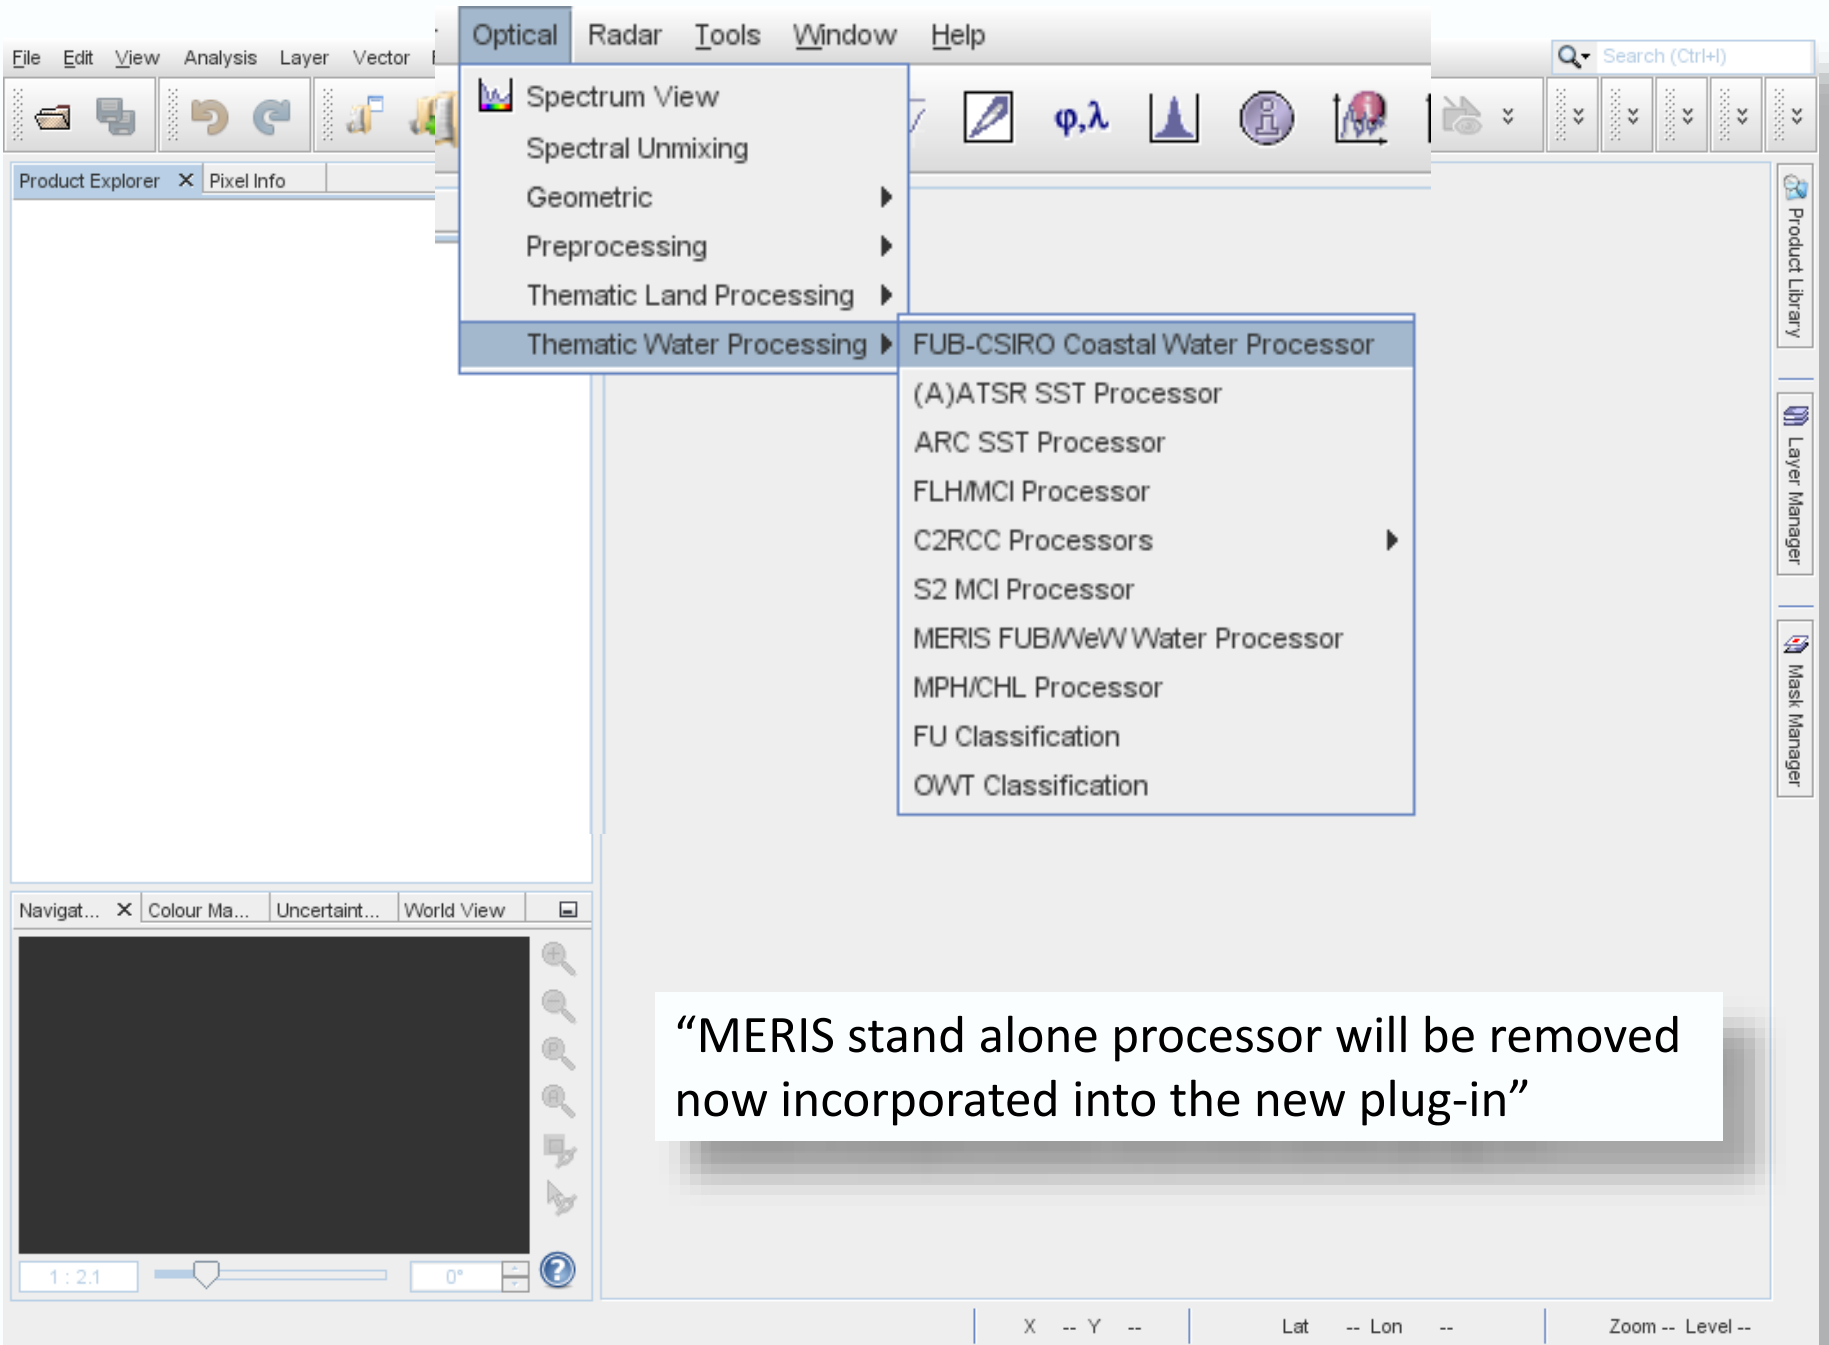 File Edit View Analysis Layer Vector
Optical Radar Tools Window Help
Search (Ctrl+I)
Spectrum View
Spectral Unmixing
Geometric
Preprocessing
Thematic Land Processing
Thematic Water Processing
FUB-CSIRO Coastal Water Processor
(A)ATSR SST Processor
ARC SST Processor
FLH/MCI Processor
C2RCC Processors
S2 MCI Processor
MERIS FUB/WeW Water Processor
MPH/CHL Processor
FU Classification
OWT Classification
φ,λ
Product Explorer Pixel Info
Product Library
Layer Manager
Mask Manager
Navigat... Colour Ma... Uncertaint... World View
“MERIS stand alone processor will be removed
now incorporated into the new plug-in”
1 : 2.1 0°
X -- Y -- Lat -- Lon -- Zoom -- Level --